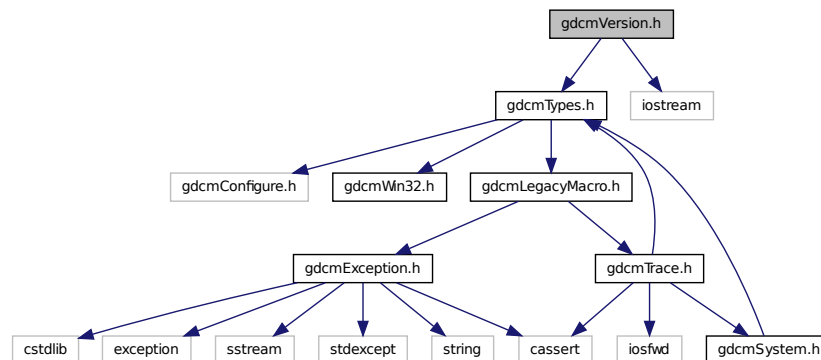 gdcmVersion.h
gdcmTypes.h
iostream
gdcmConfigure.h
gdcmWin32.h
gdcmLegacyMacro.h
gdcmException.h
gdcmTrace.h
cstdlib
exception
sstream
stdexcept
string
cassert
iosfwd
gdcmSystem.h